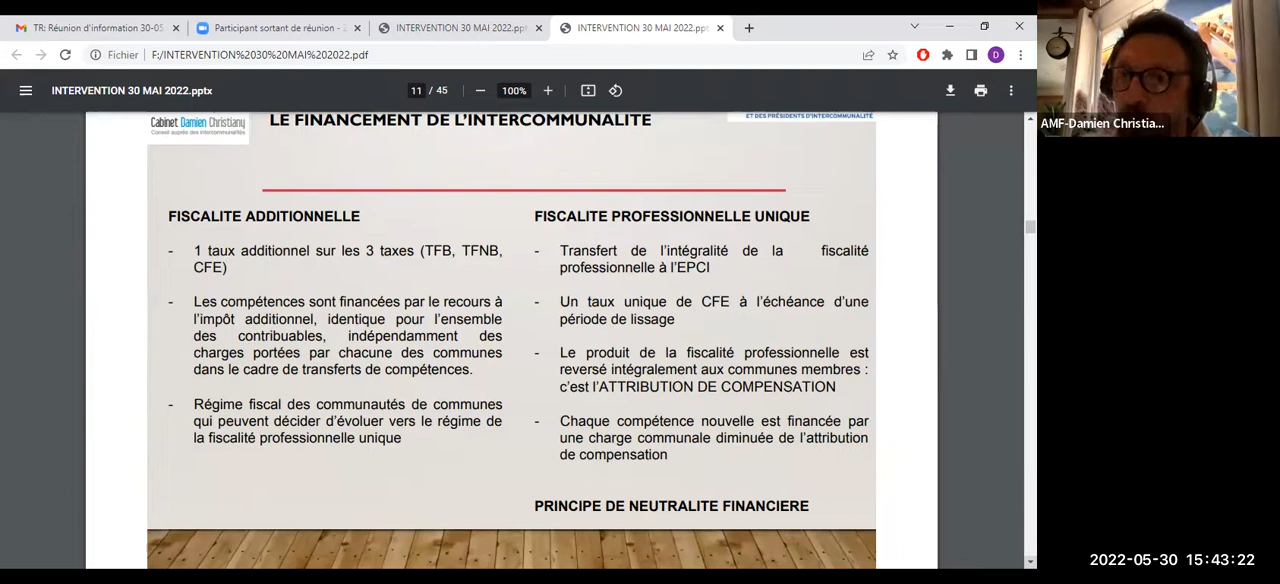 TR: Réunion d'information 30-05
Participant sortant de réunion - Z
INTERVENTION 30 MAI 2022.ppt
INTERVENTION 30 MAI 2022.ppt
Fichier F:/INTERVENTION%2030%20MAI%202022.pdf
D
INTERVENTION 30 MAI 2022.pptx
11 / 45
100%
AMF-Damien Christia...
Cabinet Damien Christiany
Conseil auprès des intercommunalités
LE FINANCEMENT DE L'INTERCOMMUNALITE
ET DES PRÉSIDENTS D'INTERCOMMUNALITÉ
FISCALITE ADDITIONNELLE
- 1 taux additionnel sur les 3 taxes (TFB, TFNB,
CFE)
- Les compétences sont financées par le recours à
l'impôt additionnel, identique pour l'ensemble
des contribuables, indépendamment des
charges portées par chacune des communes
dans le cadre de transferts de compétences.
- Régime fiscal des communautés de communes
qui peuvent décider d'évoluer vers le régime de
la fiscalité professionnelle unique
FISCALITE PROFESSIONNELLE UNIQUE
- Transfert de l'intégralité de la fiscalité
professionnelle à l'EPCI
- Un taux unique de CFE à l'échéance d'une
période de lissage
- Le produit de la fiscalité professionnelle est
reversé intégralement aux communes membres :
c'est l'ATTRIBUTION DE COMPENSATION
- Chaque compétence nouvelle est financée par
une charge communale diminuée de l'attribution
de compensation
PRINCIPE DE NEUTRALITE FINANCIERE
2022-05-30 15:43:22